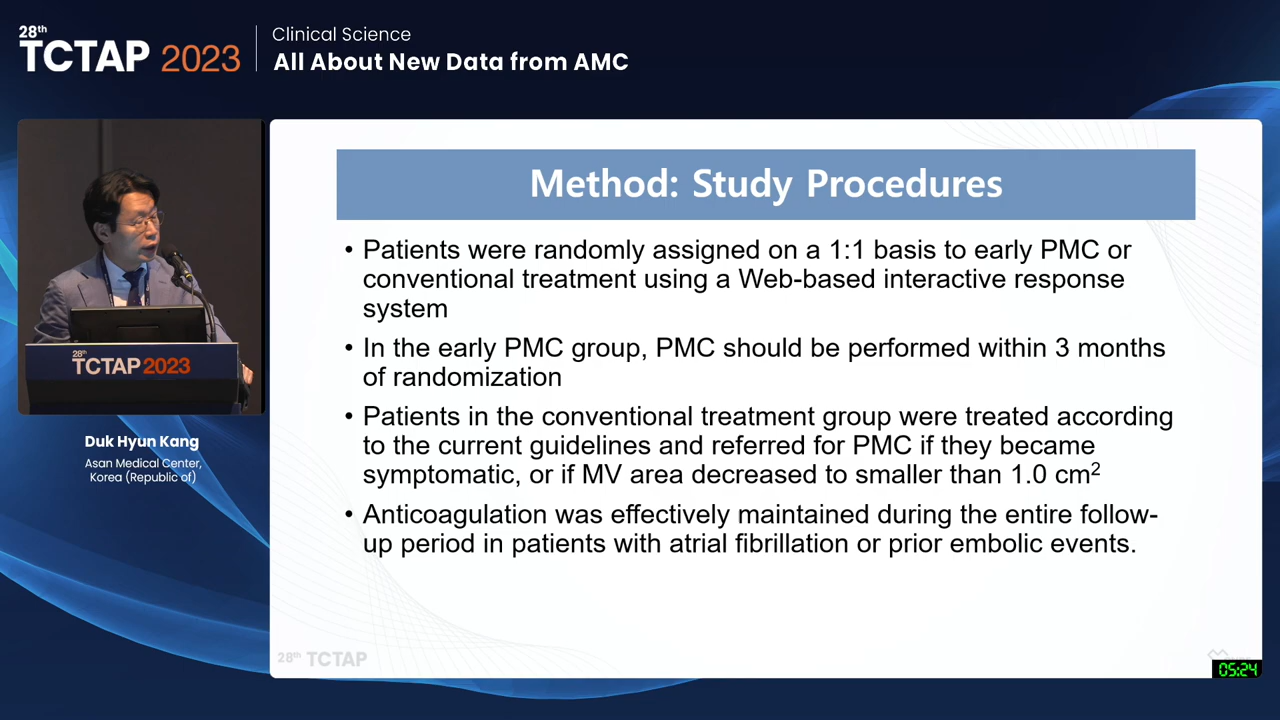 28th
TCTAP 2023
Clinical Science
All About New Data from AMC
28th
TCTAP 2023
Duk Hyun Kang
Asan Medical Center,
Korea (Republic of)
Method: Study Procedures
• Patients were randomly assigned on a 1:1 basis to early PMC or
conventional treatment using a Web-based interactive response
system
• In the early PMC group, PMC should be performed within 3 months
of randomization
• Patients in the conventional treatment group were treated according
to the current guidelines and referred for PMC if they became
symptomatic, or if MV area decreased to smaller than 1.0 cm²
• Anticoagulation was effectively maintained during the entire follow-
up period in patients with atrial fibrillation or prior embolic events.
28th TCTAP
05:24